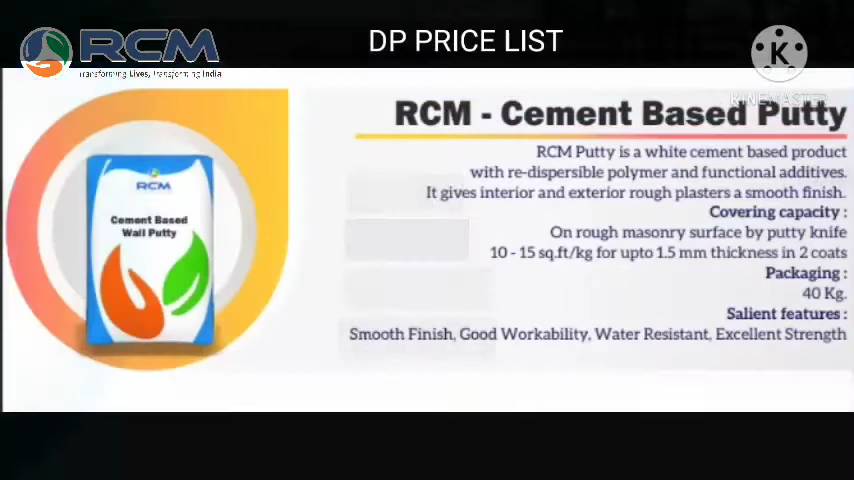 RCM
Transforming Lives, Transforming India
DP PRICE LIST
K
KINEMASTER
RCM - Cement Based Putty
RCM Putty is a white cement based product
with re-dispersible polymer and functional additives.
It gives interior and exterior rough plasters a smooth finish.
Covering capacity :
On rough masonry surface by putty knife
10 - 15 sq.ft/kg for upto 1.5 mm thickness in 2 coats
Packaging :
40 Kg.
Salient features :
Smooth Finish, Good Workability, Water Resistant, Excellent Strength
RCM
Cement Based
Wall Putty